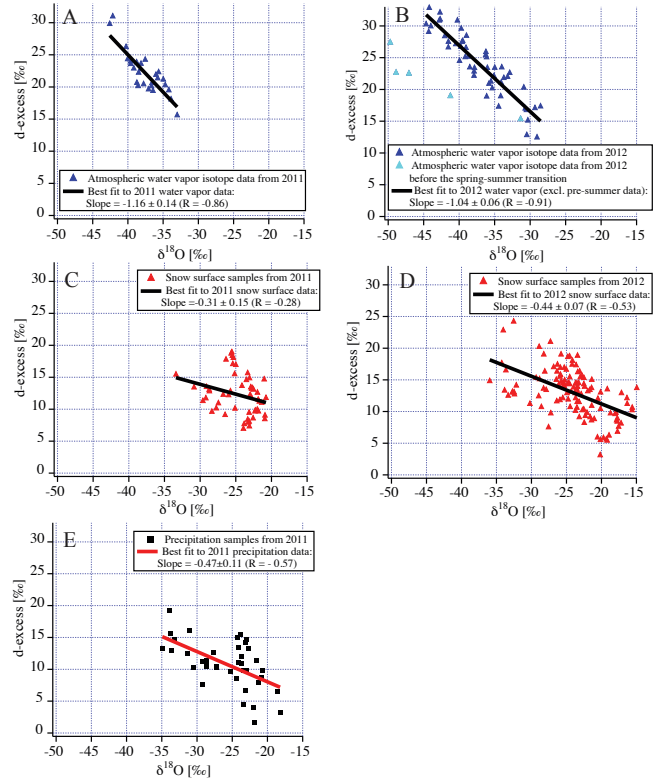 A
30
25
20
15
10
5
0
d-excess [‰]
Atmospheric water vapor isotope data from 2011
Best fit to 2011 water vapor data:
Slope = -1.16 ± 0.14 (R = -0.86)
-50 -45 -40 -35 -30 -25 -20 -15
δ18O [‰]
B
30
25
20
15
10
5
0
d-excess [‰]
Atmospheric water vapor isotope data from 2012
Atmospheric water vapor isotope data from 2012
before the spring-summer transition
Best fit to 2012 water vapor (excl. pre-summer data):
Slope = -1.04 ± 0.06 (R = -0.91)
-50 -45 -40 -35 -30 -25 -20 -15
δ18O [‰]
C
Snow surface samples from 2011
Best fit to 2011 snow surface data:
Slope =-0.31 ± 0.15 (R = -0.28)
30
25
20
15
10
5
0
d-excess [‰]
-50 -45 -40 -35 -30 -25 -20 -15
δ18O [‰]
D
Snow surface samples from 2012
Best fit to 2012 snow surface data:
Slope = -0.44 ± 0.07 (R = -0.53)
30
25
20
15
10
5
0
d-excess [‰]
-50 -45 -40 -35 -30 -25 -20 -15
δ18O [‰]
E
Precipitation samples from 2011
Best fit to 2011 precipitation data:
Slope = -0.47±0.11 (R = - 0.57)
30
25
20
15
10
5
0
d-excess [‰]
-50 -45 -40 -35 -30 -25 -20 -15
δ18O [‰]